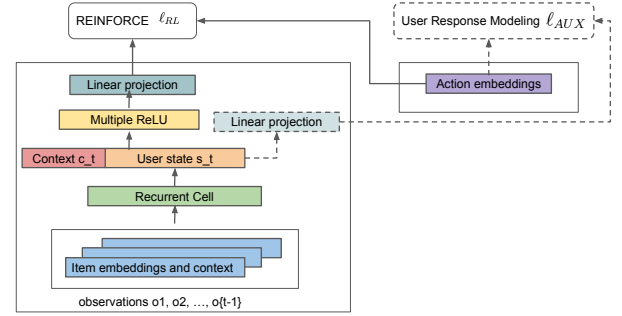 REINFORCE ℓ_RL
User Response Modeling ℓ_AUX
Linear projection
Action embeddings
Multiple ReLU
Linear projection
Context c_t
User state s_t
Recurrent Cell
Item embeddings and context
observations o1, o2, ..., o{t-1}